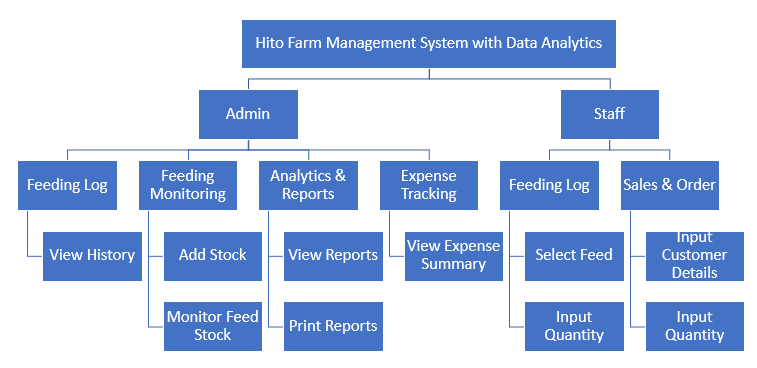 Hito Farm Management System with Data Analytics
Admin
Staff
Feeding Log
Feeding
Monitoring
Analytics &
Reports
Expense
Tracking
Feeding Log
Sales & Order
View History
Add Stock
View Reports
View Expense
Summary
Select Feed
Input
Customer
Details
Monitor Feed
Stock
Print Reports
Input
Quantity
Input
Quantity